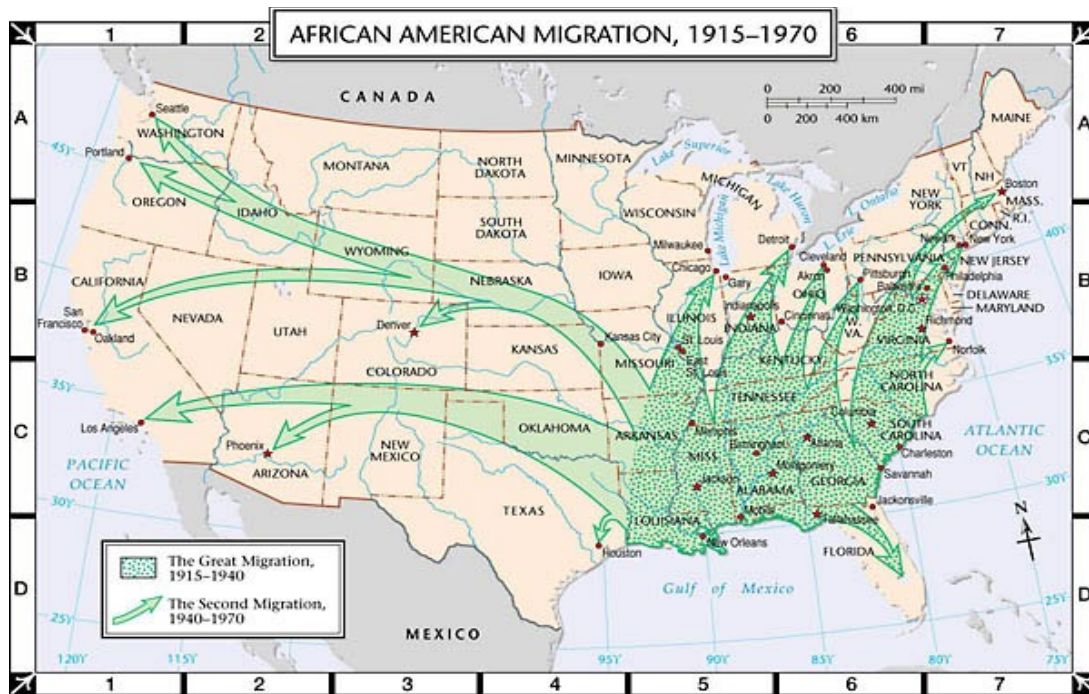 AFRICAN AMERICAN MIGRATION, 1915–1970
1
2
6
7
A
A
B
B
B
C
C
D
D
1
2
3
4
5
6
7
0 200 400 mi
0 200 400 km
CANADA
Seattle
WASHINGTON
Portland
OREGON
MONTANA
IDAHO
WYOMING
NORTH
DAKOTA
SOUTH
DAKOTA
MINNESOTA
WISCONSIN
Lake Superior
MICHIGAN
Lake Michigan
Lake Huron
L. Ontario
L. Erie
MAINE
VT
NH
Boston
MASS.
R.I.
CONN.
NEW
YORK
Newark
New York
PENNSYLVANIA
NEW JERSEY
Philadelphia
Pittsburgh
Baltimore
Washington, D.C.
DELAWARE
MARYLAND
Milwaukee
Chicago
Gary
Detroit
Cleveland
Akron
OHIO
Indianapolis
INDIANA
Cincinnati
ILLINOIS
IOWA
NEBRASKA
CALIFORNIA
San
Francisco
Oakland
NEVADA
UTAH
Denver
COLORADO
KANSAS
Kansas City
MISSOURI
St. Louis
East
St. Louis
KENTUCKY
W.
VA.
VIRGINIA
Richmond
Norfolk
NORTH
CAROLINA
TENNESSEE
Memphis
ARKANSAS
OKLAHOMA
Los Angeles
Phoenix
ARIZONA
NEW
MEXICO
TEXAS
Houston
LOUISIANA
New Orleans
MISS.
Jackson
Birmingham
Montgomery
ALABAMA
Mobile
Atlanta
GEORGIA
Columbia
SOUTH
CAROLINA
Charleston
Savannah
Jacksonville
Tallahassee
FLORIDA
PACIFIC
OCEAN
ATLANTIC
OCEAN
Gulf of Mexico
MEXICO
N
45°
40°
35°
35°
30°
30°
25°
25°
120°
115°
95°
90°
85°
80°
75°
The Great Migration,
1915–1940
The Second Migration,
1940–1970